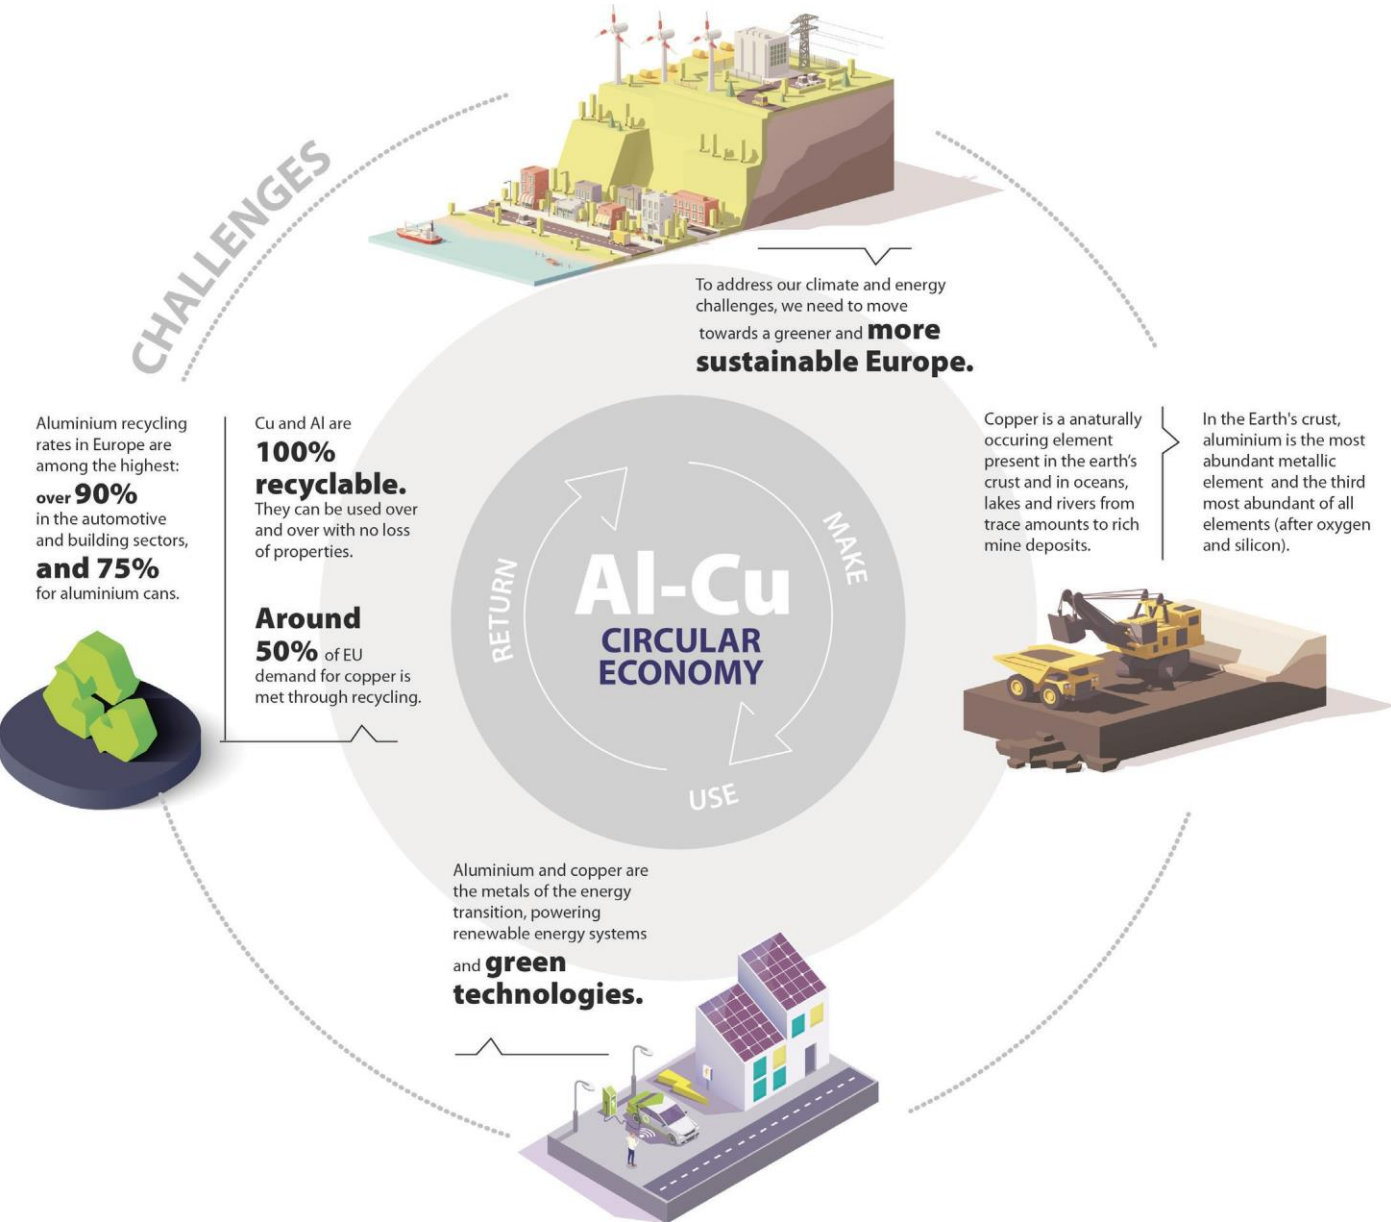 CHALLENGES
To address our climate and energy
challenges, we need to move
towards a greener and more
sustainable Europe.
Aluminium recycling
rates in Europe are
among the highest:
over 90%
in the automotive
and building sectors,
and 75%
for aluminium cans.
Cu and Al are
100%
recyclable.
They can be used over
and over with no loss
of properties.
Around
50% of EU
demand for copper is
met through recycling.
Copper is a anaturally
occuring element
present in the earth's
crust and in oceans,
lakes and rivers from
trace amounts to rich
mine deposits.
In the Earth's crust,
aluminium is the most
abundant metallic
element and the third
most abundant of all
elements (after oxygen
and silicon).
RETURN
MAKE
Al-Cu
CIRCULAR
ECONOMY
USE
Aluminium and copper are
the metals of the energy
transition, powering
renewable energy systems
and green
technologies.